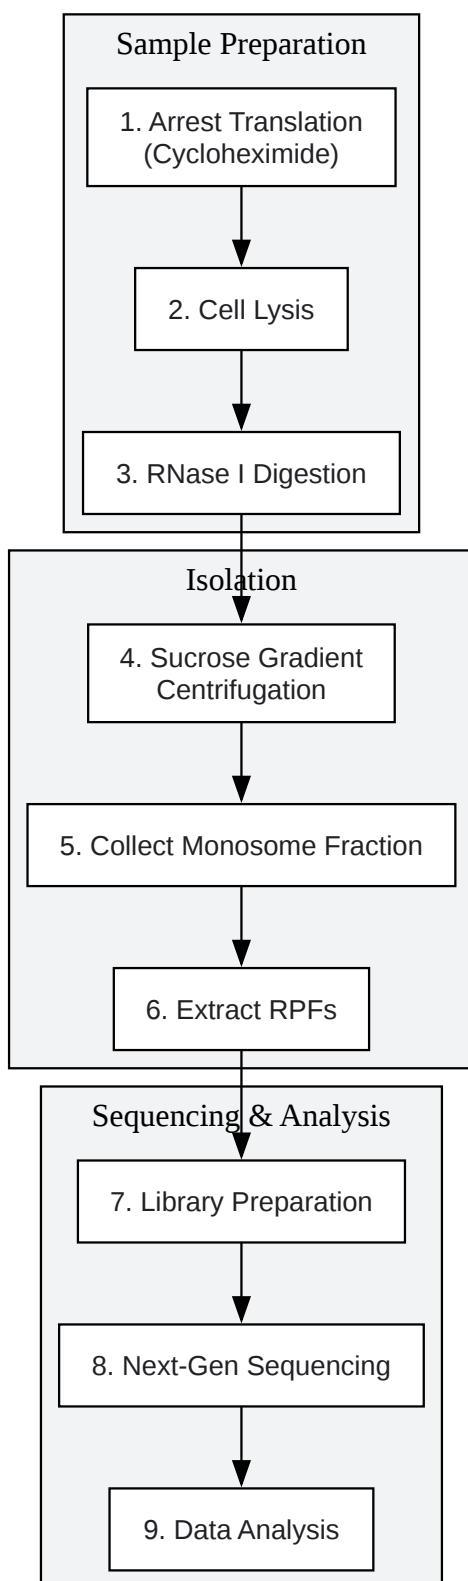 Sample Preparation
1. Arrest Translation
(Cycloheximide)
2. Cell Lysis
3. RNase I Digestion
Isolation
4. Sucrose Gradient
Centrifugation
5. Collect Monosome Fraction
6. Extract RPFs
Sequencing & Analysis
7. Library Preparation
8. Next-Gen Sequencing
9. Data Analysis